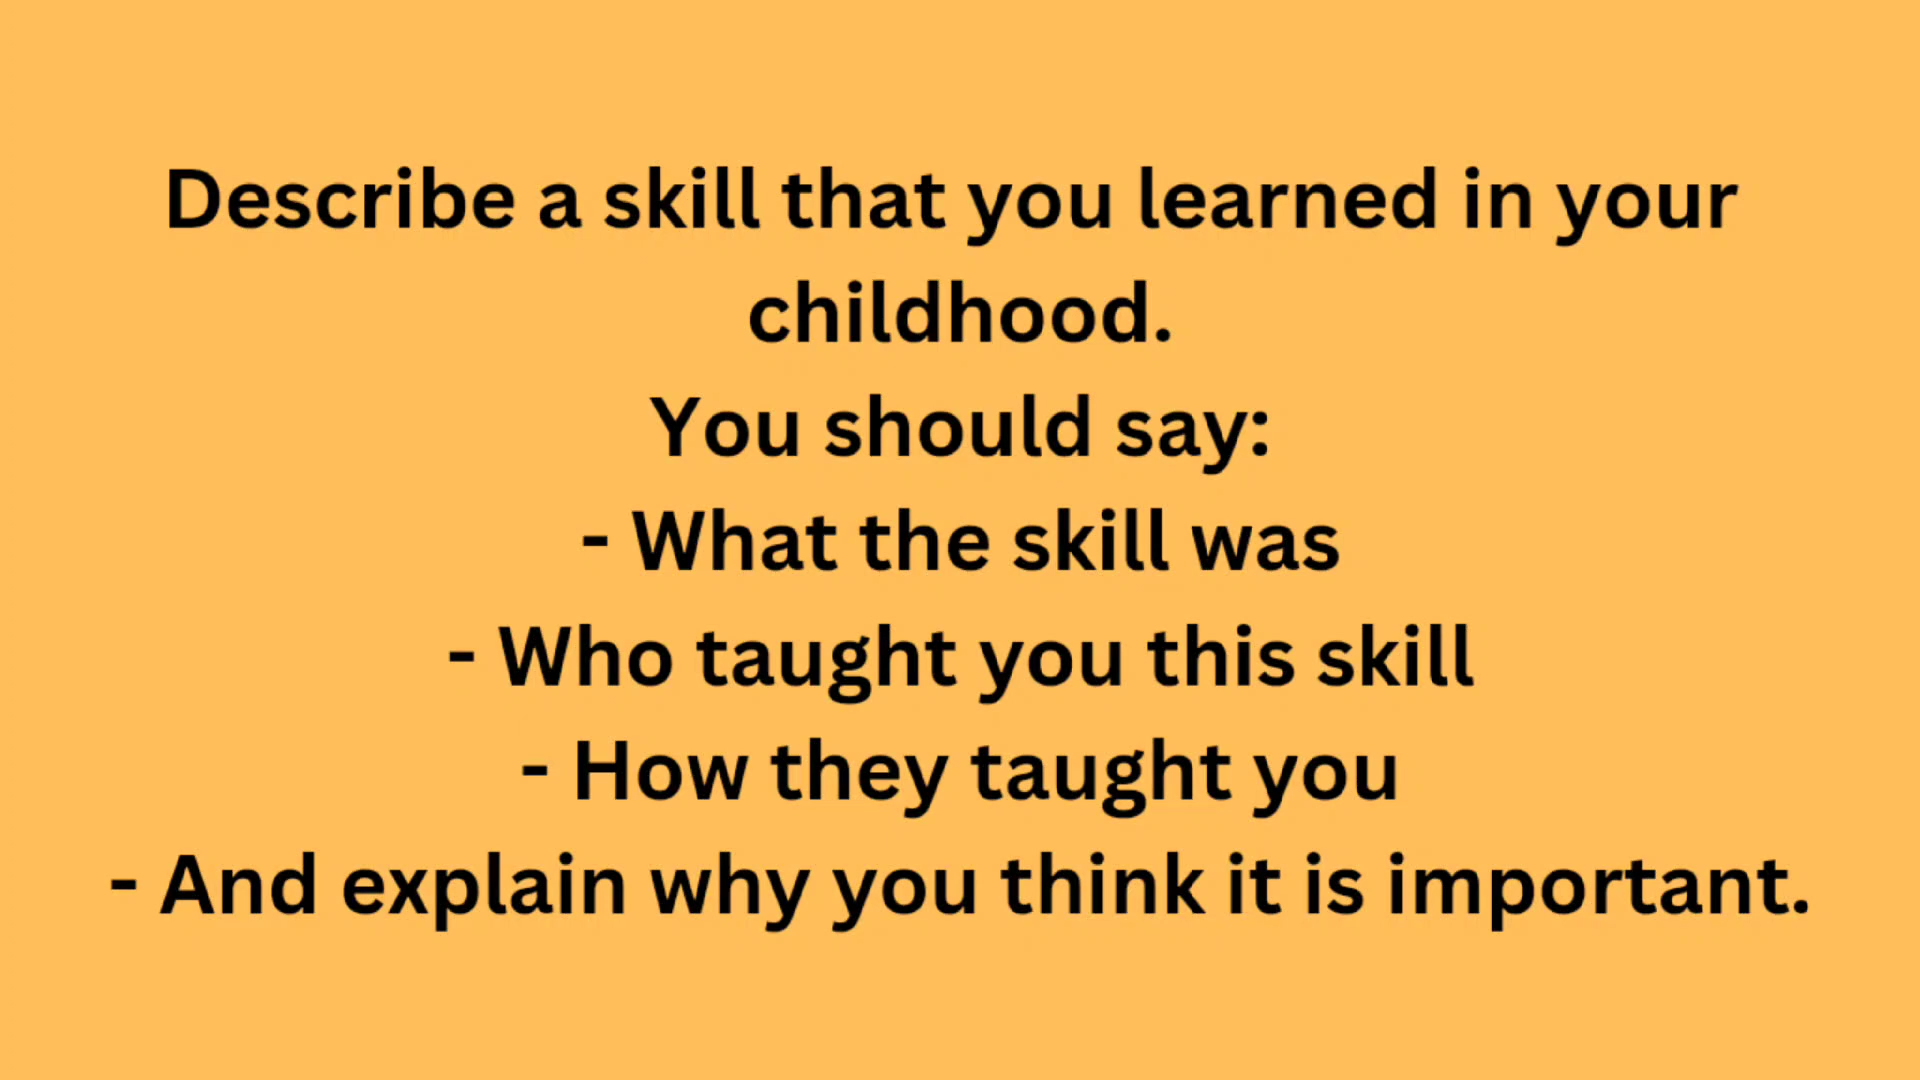 Describe a skill that you learned in your
childhood.
You should say:
- What the skill was
- Who taught you this skill
- How they taught you
- And explain why you think it is important.